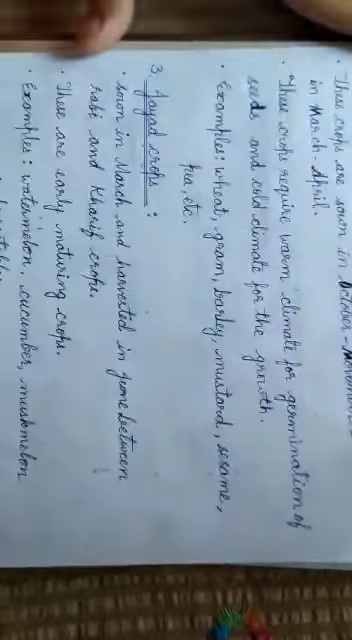 • These crops are sown in October - November
in March - April.
• These crops require warm climate for germination of
seeds and cold climate for the growth.
• Examples: wheat, gram, barley, mustard, sesame,
pea, etc.
3. Zayad crops :
• sown in March and harvested in june between
rabi and Kharif crops.
• These are early maturing crops.
• Examples: watermelon, cucumber, muskmelon